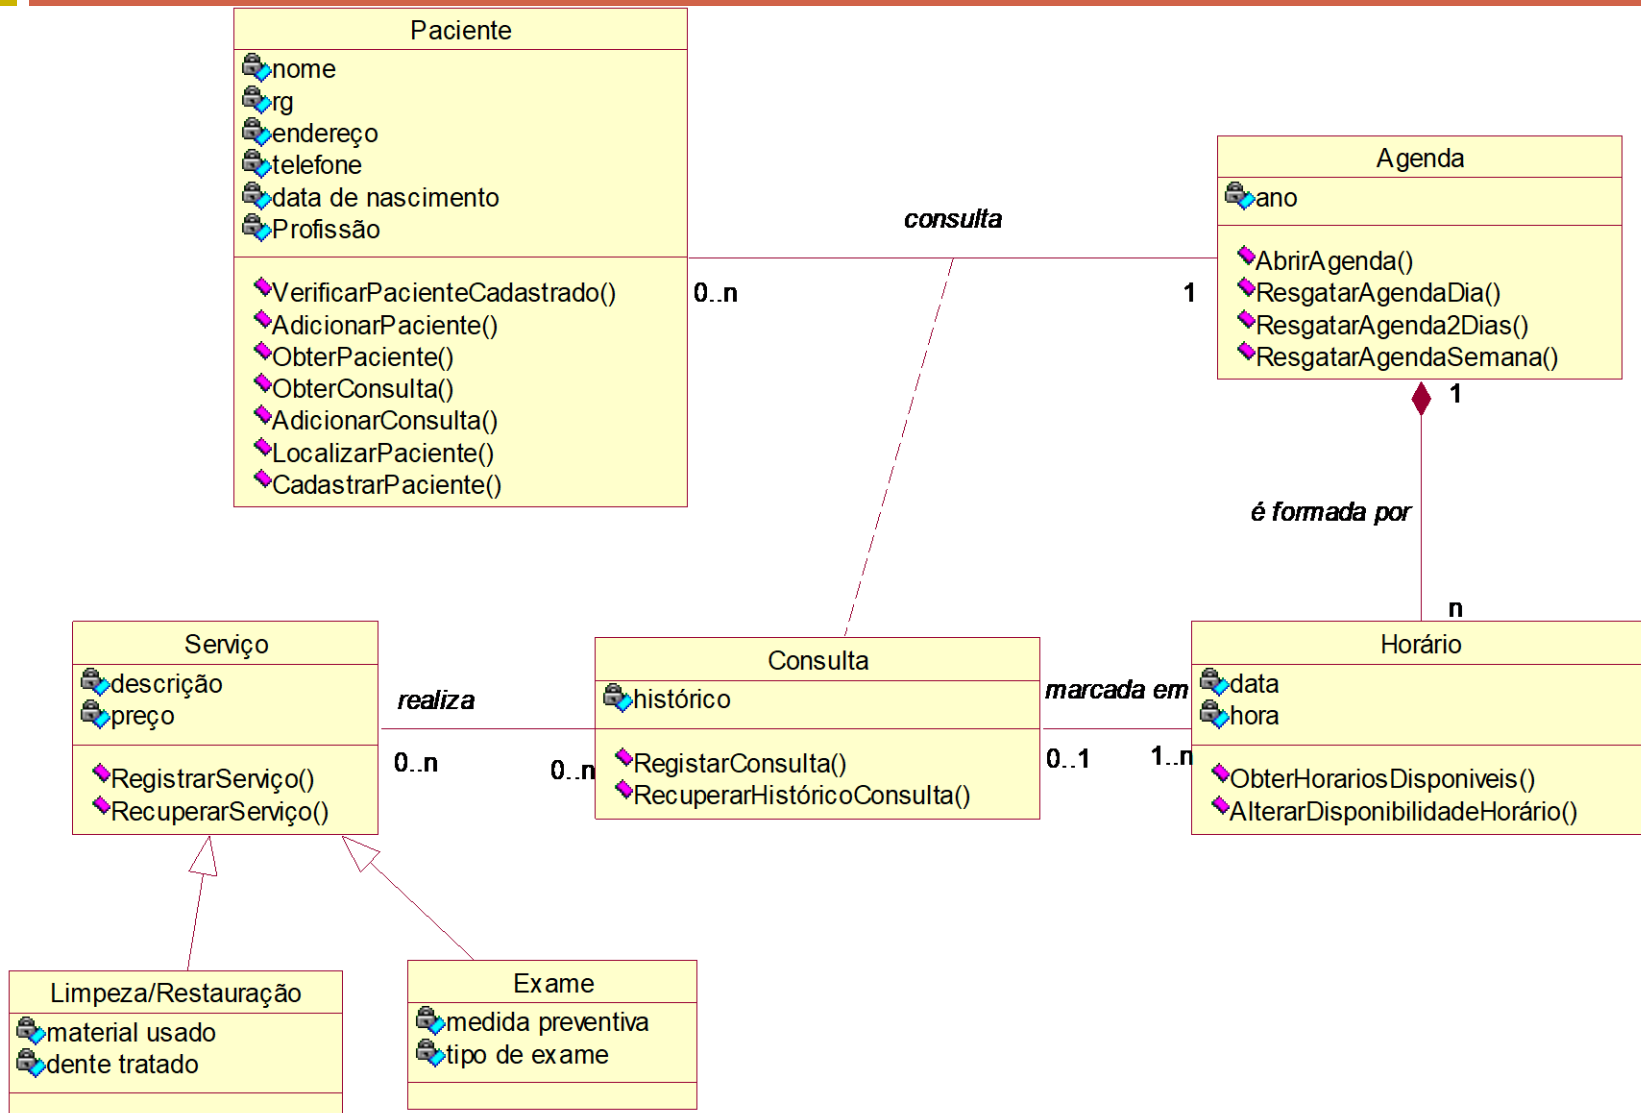 Paciente
nome
rg
endereço
telefone
data de nascimento
Profissão
VerificarPacienteCadastrado()
AdicionarPaciente()
ObterPaciente()
ObterConsulta()
AdicionarConsulta()
LocalizarPaciente()
CadastrarPaciente()
consulta
0..n
1
Agenda
ano
AbrirAgenda()
ResgatarAgendaDia()
ResgatarAgenda2Dias()
ResgatarAgendaSemana()
1
é formada por
n
Serviço
descrição
preço
RegistrarServiço()
RecuperarServiço()
realiza
0..n
0..n
Consulta
histórico
RegistarConsulta()
RecuperarHistóricoConsulta()
marcada em
0..1
1..n
Horário
data
hora
ObterHorariosDisponiveis()
AlterarDisponibilidadeHorário()
Limpeza/Restauração
material usado
dente tratado
Exame
medida preventiva
tipo de exame